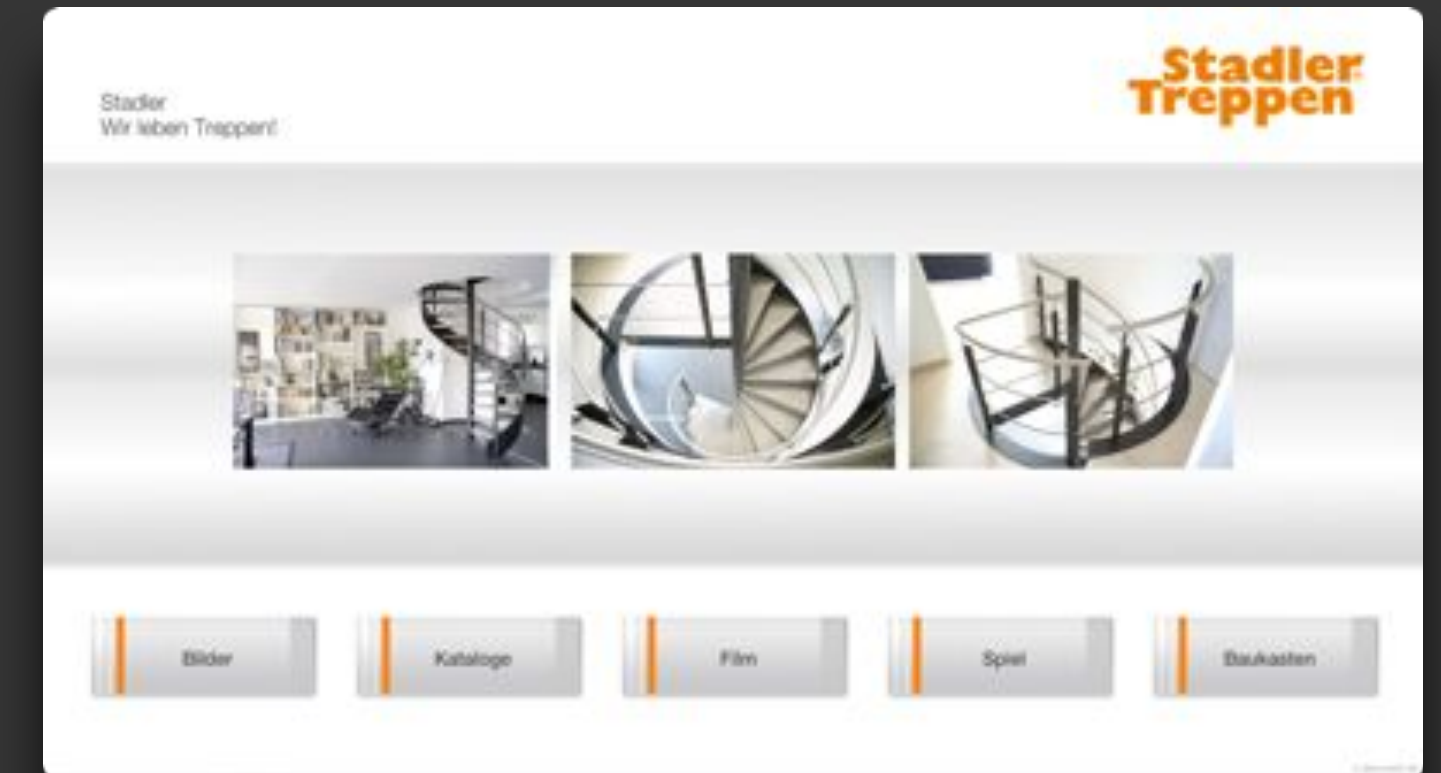 Stadler
Treppen
Stadler
Wir leben Treppen!
Bilder
Kataloge
Film
Spiel
Baukasten